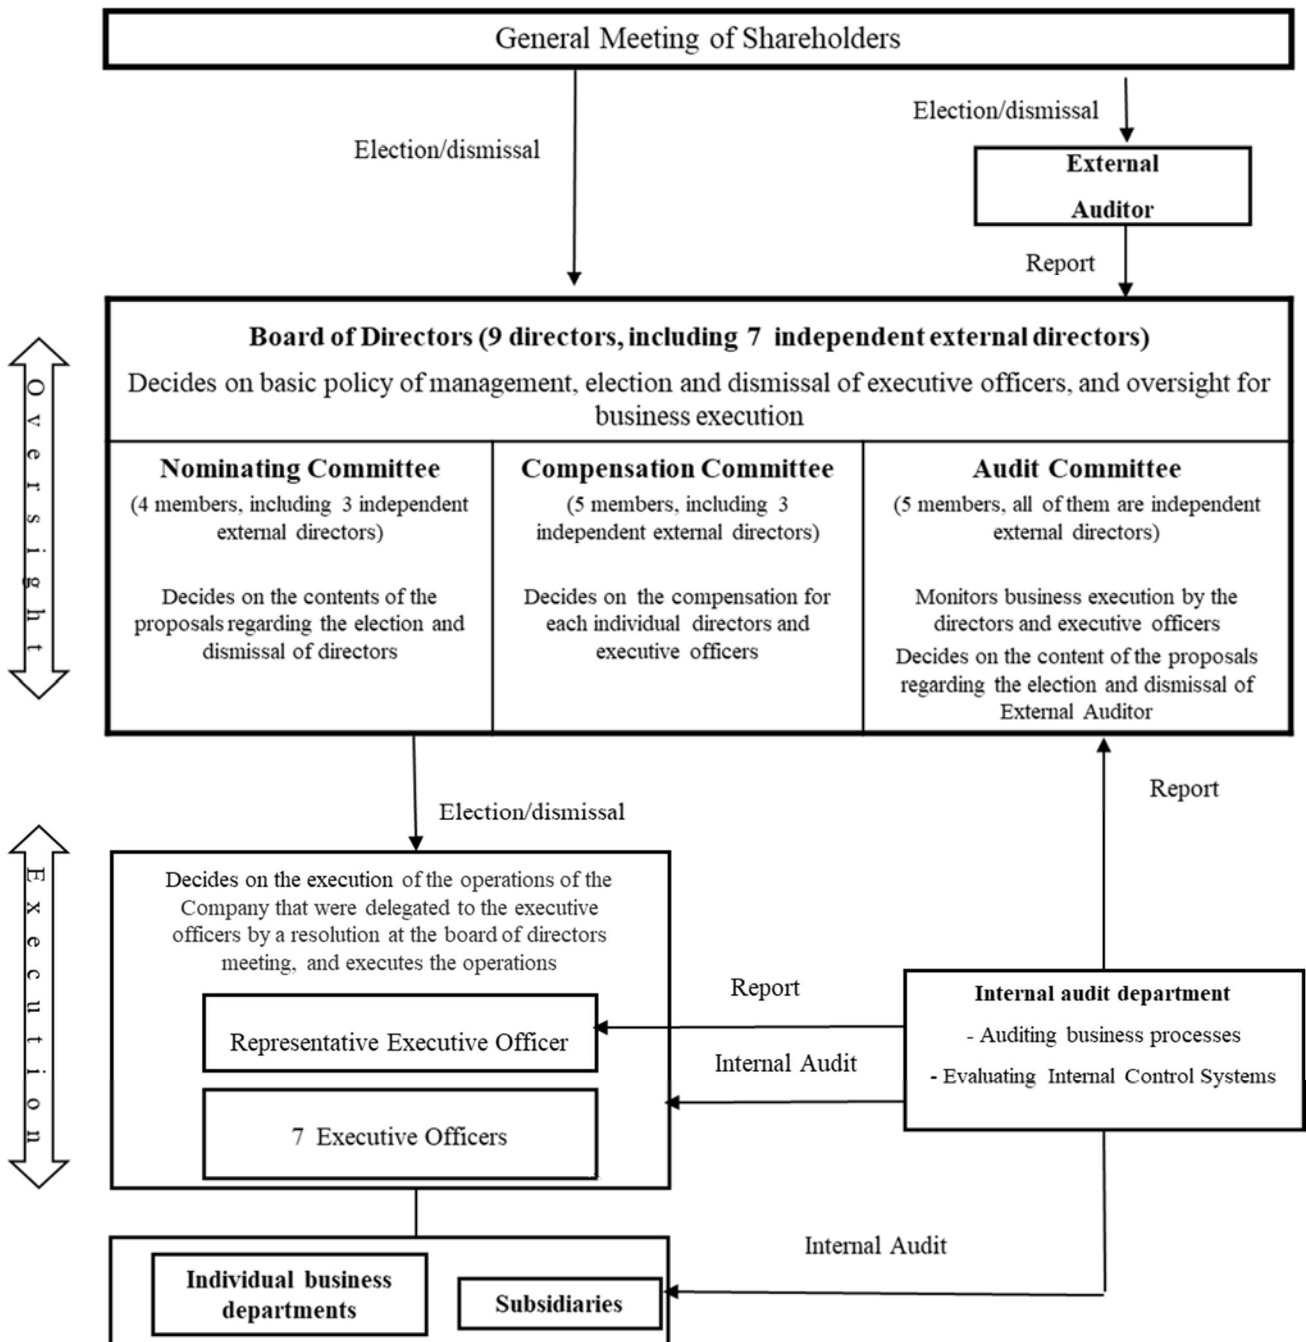 General Meeting of Shareholders
Election/dismissal
Election/dismissal
External
Auditor
Report
Oversight
Board of Directors (9 directors, including 7 independent external directors)
Decides on basic policy of management, election and dismissal of executive officers, and oversight for
business execution
Nominating Committee
(4 members, including 3 independent
external directors)
Decides on the contents of the
proposals regarding the election and
dismissal of directors
Compensation Committee
(5 members, including 3
independent external directors)
Decides on the compensation for
each individual directors and
executive officers
Audit Committee
(5 members, all of them are independent
external directors)
Monitors business execution by the
directors and executive officers
Decides on the content of the proposals
regarding the election and dismissal of
External Auditor
Election/dismissal
Report
Execution
Decides on the execution of the operations of the
Company that were delegated to the executive
officers by a resolution at the board of directors
meeting, and executes the operations
Representative Executive Officer
7 Executive Officers
Report
Internal Audit
Internal audit department
- Auditing business processes
- Evaluating Internal Control Systems
Internal Audit
Individual business
departments
Subsidiaries